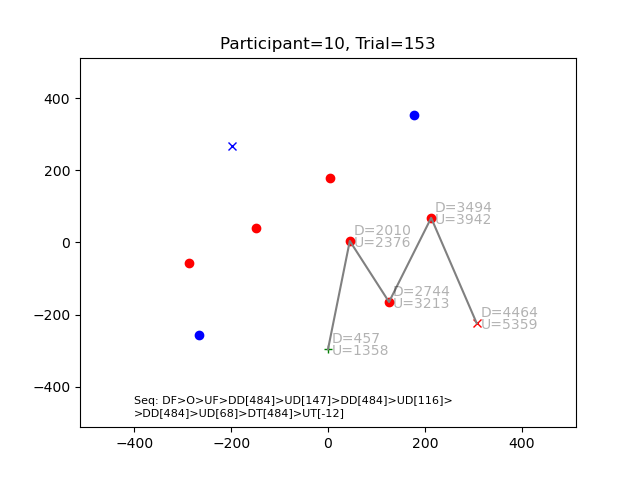 Participant=10, Trial=153
400
200
0
−200
−400
D=3494
U=3942
D=2010
U=2376
D=2744
U=3213
D=4464
U=5359
D=457
U=1358
Seq: DF>O>UF>DD[484]>UD[147]>DD[484]>UD[116]>
>DD[484]>UD[68]>DT[484]>UT[-12]
−400
−200
0
200
400